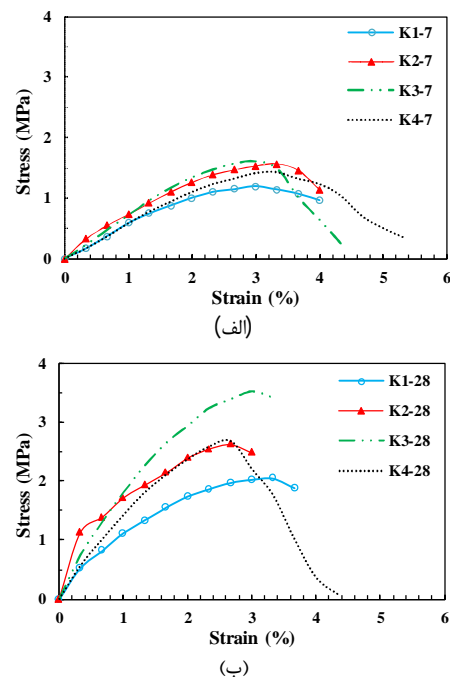 4
K1-7
K2-7
3
K3-7
K4-7
Stress (MPa)
2
1
0
0 1 2 3 4 5 6
Strain (%)
(الف)
4
K1-28
K2-28
3
K3-28
K4-28
Stress (MPa)
2
1
0
0 1 2 3 4 5 6
Strain (%)
(ب)